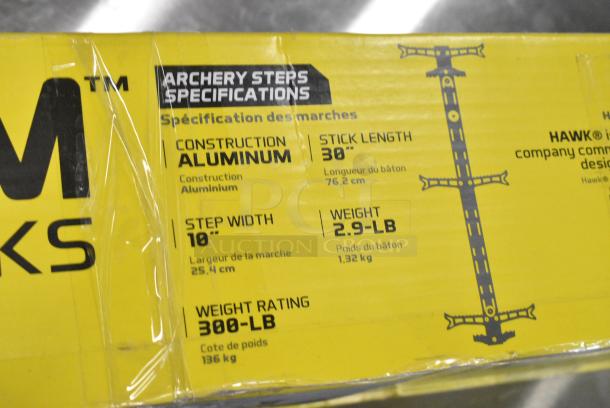 M™
KS
ARCHERY STEPS
SPECIFICATIONS
Spécification des marches
CONSTRUCTION
ALUMINUM
Construction
Aluminium
STICK LENGTH
30"
Longueur du bâton
76.2 cm
STEP WIDTH
10"
Largeur de la marche
25,4 cm
WEIGHT
2.9-LB
Poids du bâton
1,32 kg
WEIGHT RATING
300-LB
Cote de poids
136 kg
H
HAWK®
company comm
desi
Hawk®
PCI
AUCTION GROUP